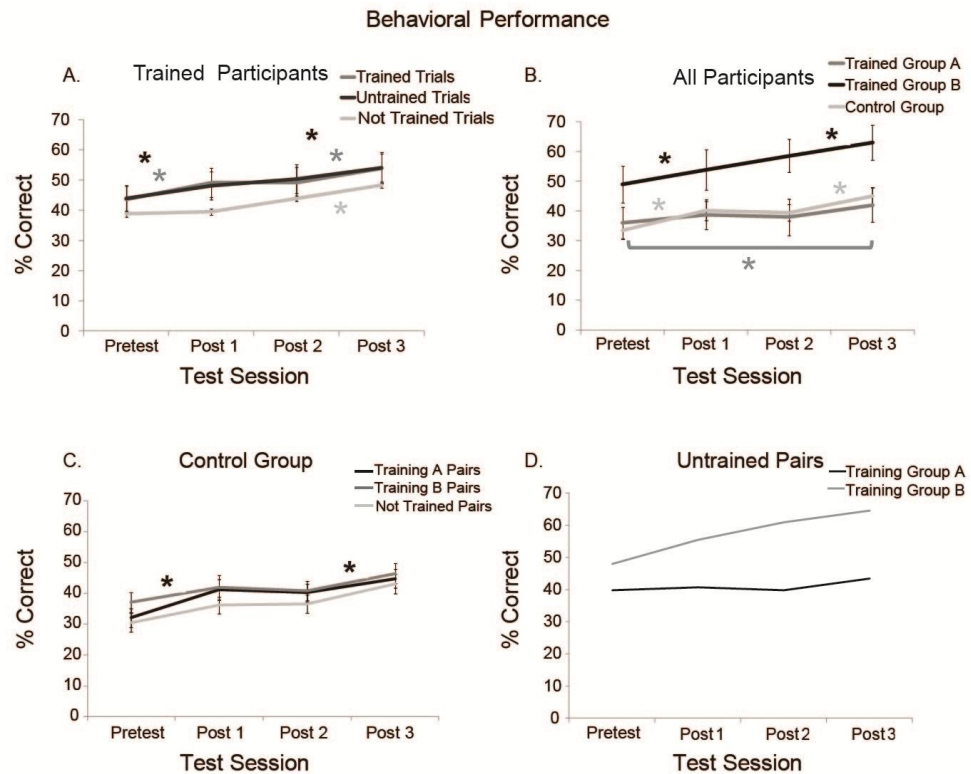 Behavioral Performance
A.
Trained Participants
Trained Trials
Untrained Trials
Not Trained Trials
% Correct
70
60
50
40
30
20
10
0
*
*
*
*
*
Pretest Post 1 Post 2 Post 3
Test Session
B.
All Participants
Trained Group A
Trained Group B
Control Group
% Correct
70
60
50
40
30
20
10
0
*
*
*
*
*
Pretest Post 1 Post 2 Post 3
Test Session
C.
Control Group
Training A Pairs
Training B Pairs
Not Trained Pairs
% Correct
70
60
50
40
30
20
10
0
*
*
Pretest Post 1 Post 2 Post 3
Test Session
D.
Untrained Pairs
Training Group A
Training Group B
% Correct
70
60
50
40
30
20
10
0
Pretest Post 1 Post 2 Post 3
Test Session